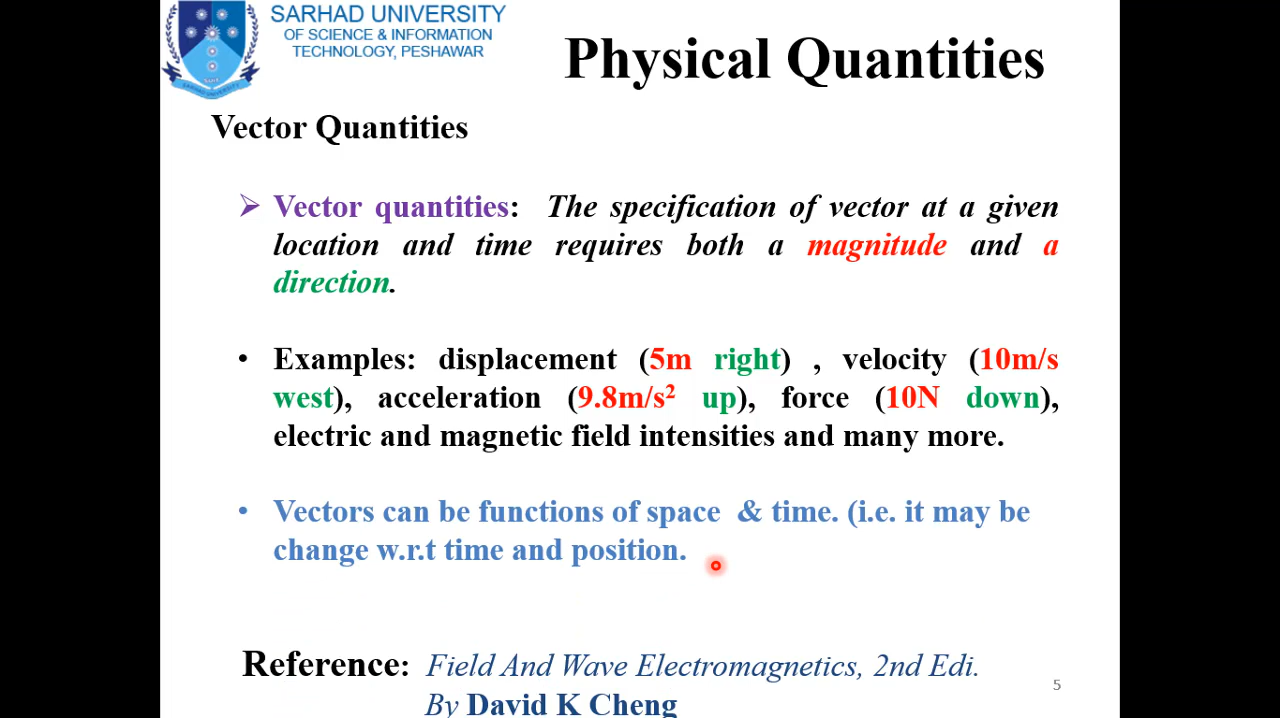 SARHAD UNIVERSITY
OF SCIENCE & INFORMATION
TECHNOLOGY, PESHAWAR
Physical Quantities
Vector Quantities
➢ Vector quantities: The specification of vector at a given
location and time requires both a magnitude and a
direction.
• Examples: displacement (5m right) , velocity (10m/s
west), acceleration (9.8m/s² up), force (10N down),
electric and magnetic field intensities and many more.
• Vectors can be functions of space & time. (i.e. it may be
change w.r.t time and position.
Reference: Field And Wave Electromagnetics, 2nd Edi.
By David K Cheng
5